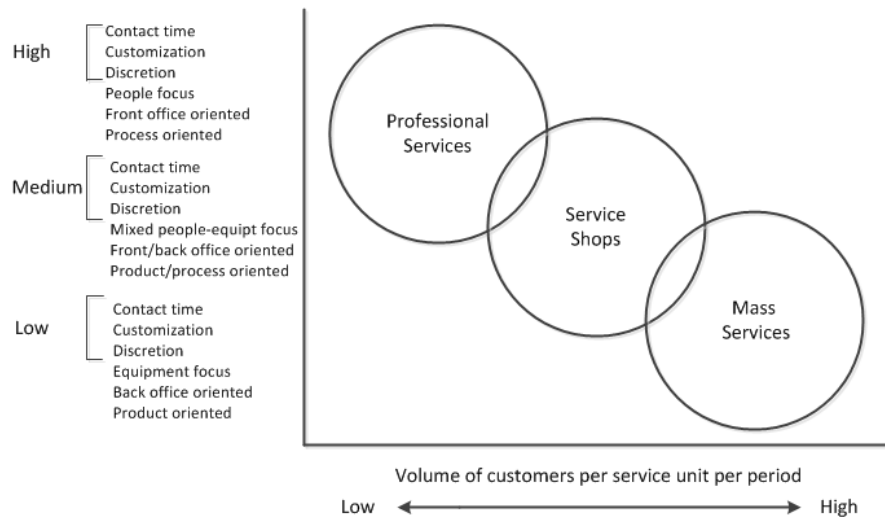 High
Contact time
Customization
Discretion
People focus
Front office oriented
Process oriented
Medium
Contact time
Customization
Discretion
Mixed people-equipt focus
Front/back office oriented
Product/process oriented
Low
Contact time
Customization
Discretion
Equipment focus
Back office oriented
Product oriented
Professional
Services
Service
Shops
Mass
Services
Volume of customers per service unit per period
Low
High